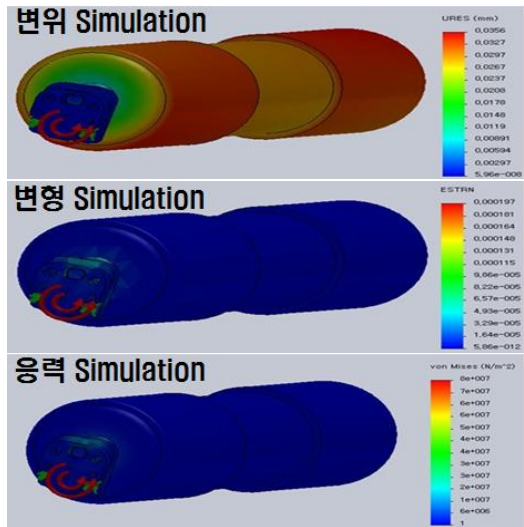 변위 Simulation
URES (mm)
0,0356
0,0327
0,0297
0,0267
0,0237
0,0208
0,0178
0,0148
0,0119
0,00891
0,00594
0,00297
5,96e-008
변형 Simulation
ESTRN
0,000197
0,000181
0,000164
0,000148
0,000131
0,000115
9,86e-005
8,22e-005
6,57e-005
4,93e-005
3,29e-005
1,64e-005
5,86e-012
응력 Simulation
von Mises (N/m^2)
8e+007
7e+007
7e+007
6e+007
5e+007
5e+007
4e+007
3e+007
3e+007
2e+007
1e+007
6e+006
1